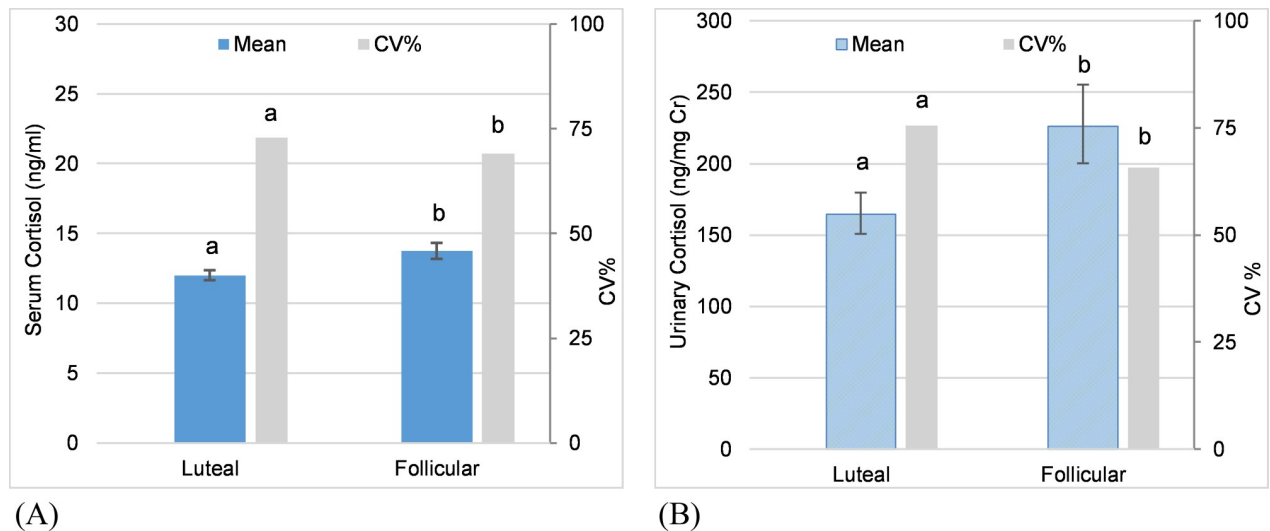 30
25
20
15
10
5
0
Serum Cortisol (ng/ml)
Mean
CV%
a
a
b
b
100
75
50
25
0
CV%
Luteal
Follicular
(A)
300
250
200
150
100
50
0
Urinary Cortisol (ng/mg Cr)
Mean
CV%
a
a
b
b
100
75
50
25
0
CV %
Luteal
Follicular
(B)